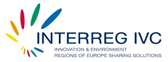 INTERREG IVC
INNOVATION & ENVIRONMENT
REGIONS OF EUROPE SHARING SOLUTIONS